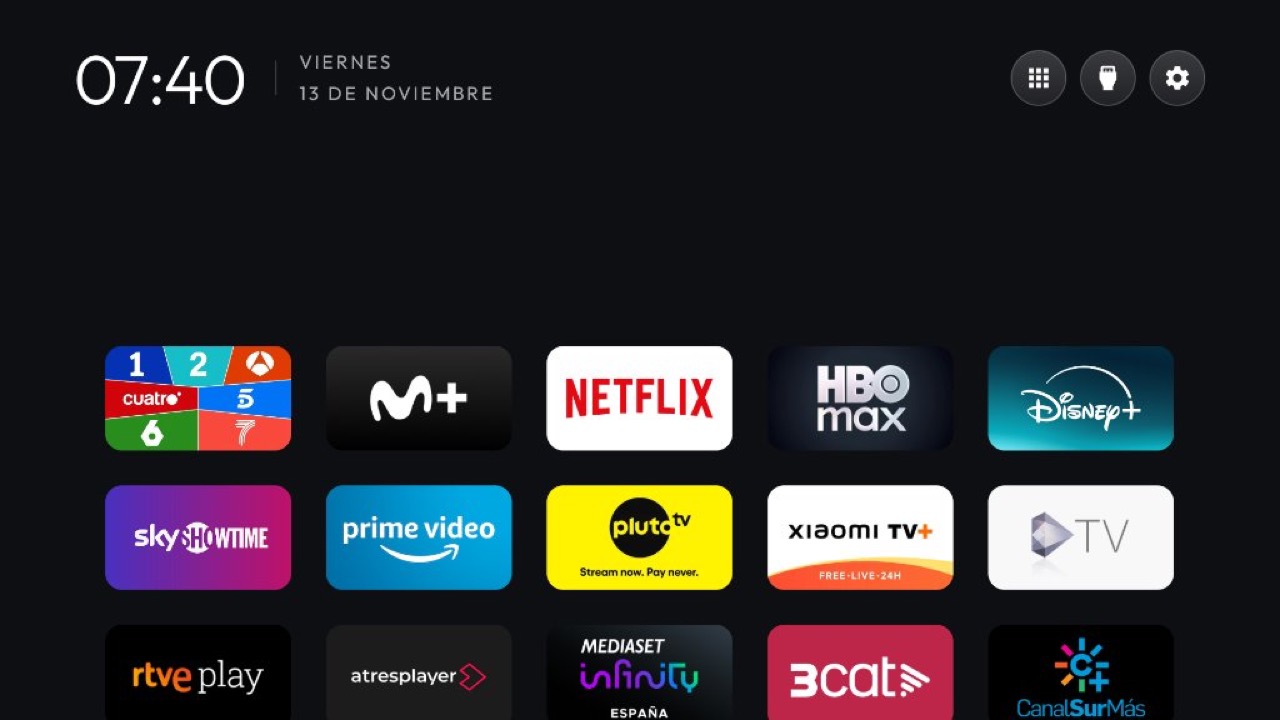 07:40
VIERNES
13 DE NOVIEMBRE
1 2
cuatro 5
6 7
M+
NETFLIX
HBO
max
Disney+
sky SHOWTIME
prime video
pluto tv
Stream now. Pay never.
xiaomi TV+
FREE·LIVE·24H
TV
rtve play
atresplayer
MEDIASET
infinity
ESPAÑA
3cat
C+
CanalSurMás